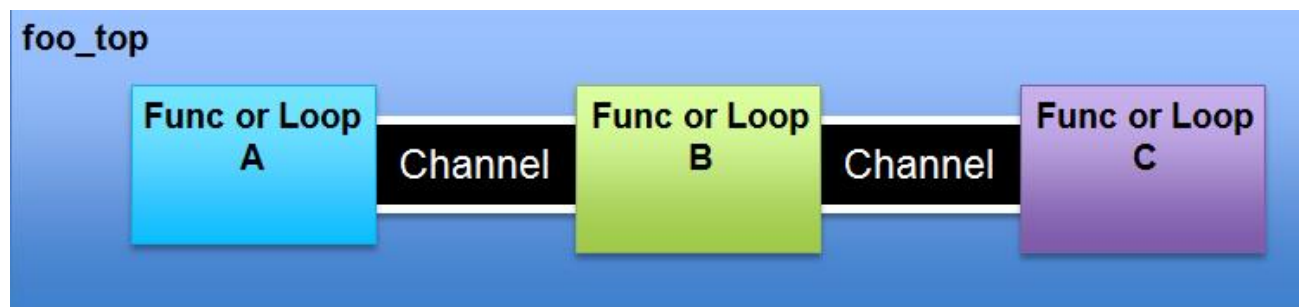 foo_top
Func or Loop
A
Channel
Func or Loop
B
Channel
Func or Loop
C